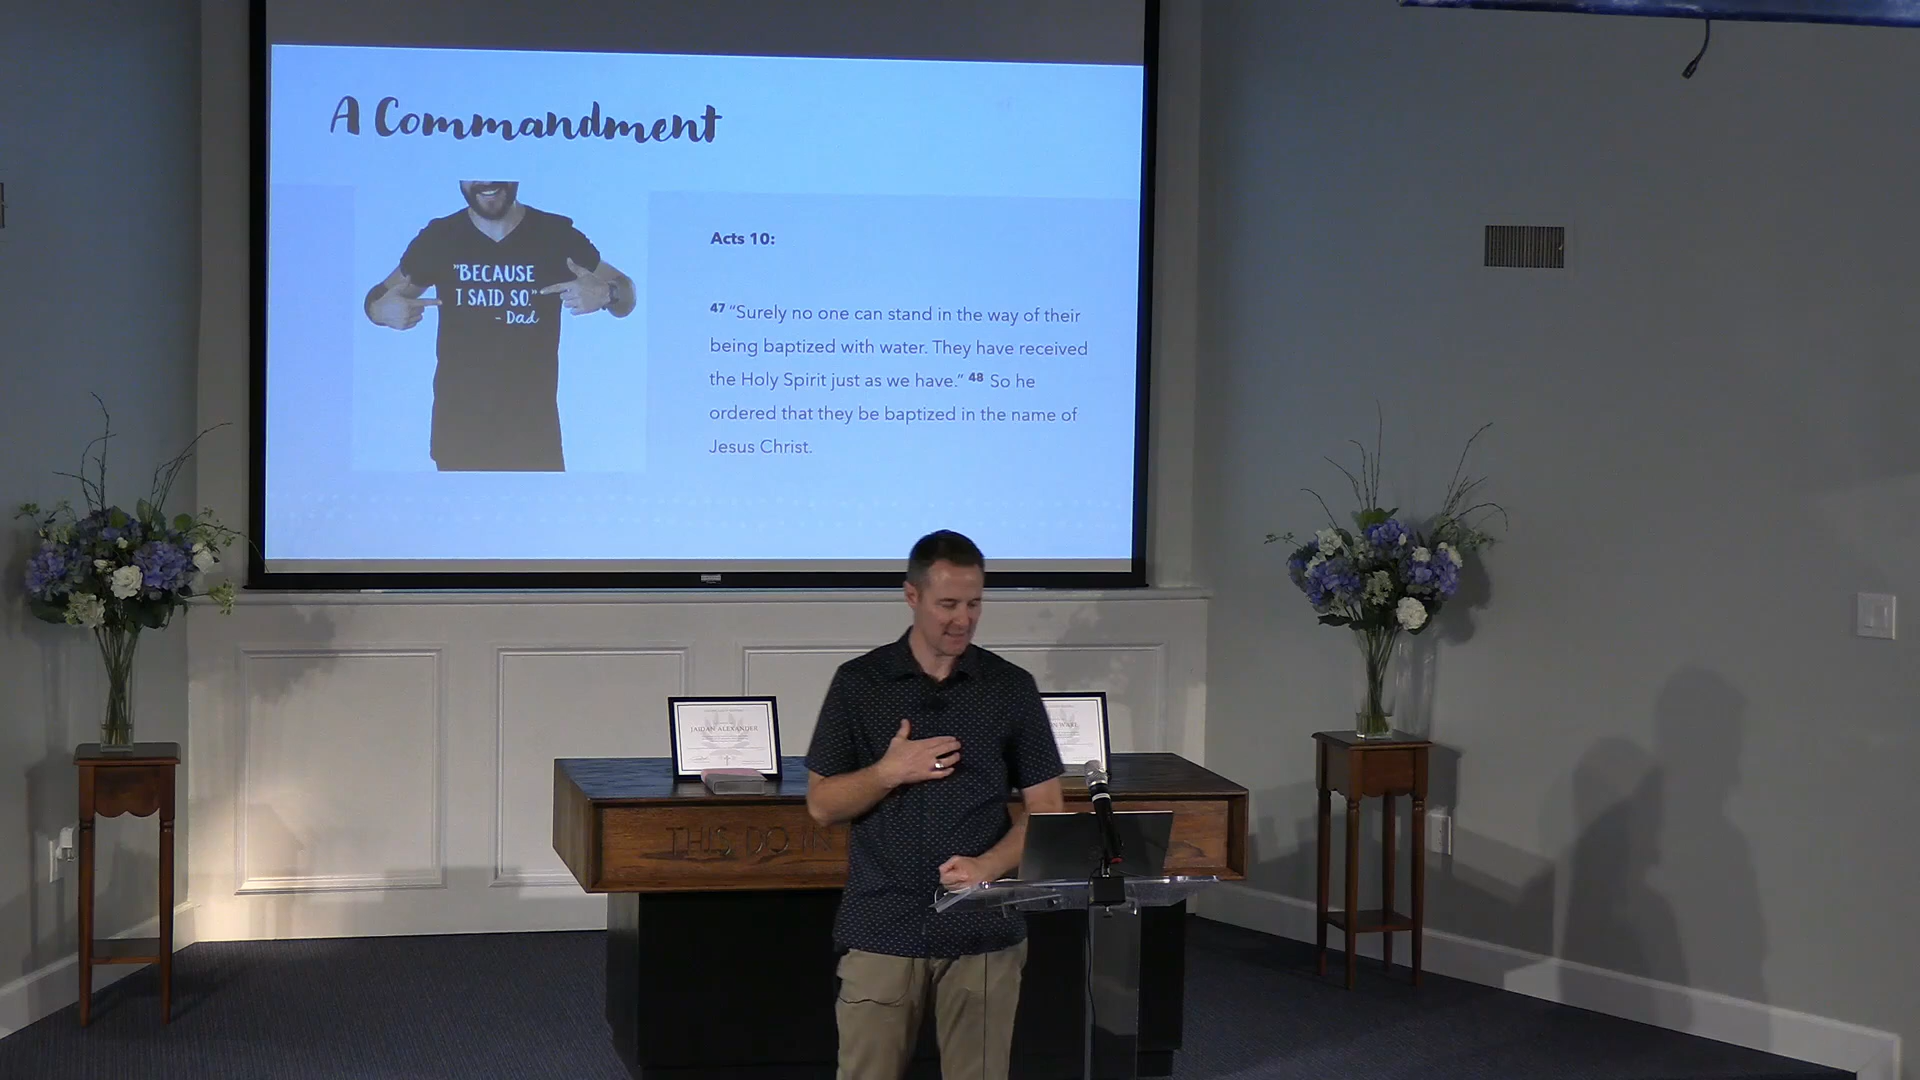 A Commandment
"BECAUSE
I SAID SO."
- Dad
Acts 10:
47 “Surely no one can stand in the way of their
being baptized with water. They have received
the Holy Spirit just as we have.” 48 So he
ordered that they be baptized in the name of
Jesus Christ.
JAIDAN ALEXANDER
THIS DO IN